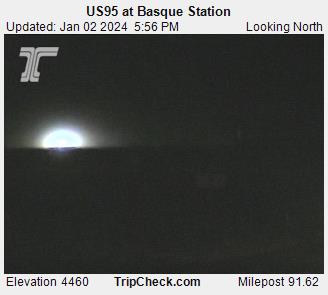 US95 at Basque Station
Updated: Jan 02 2024 5:56 PM Looking North
Elevation 4460 TripCheck.com Milepost 91.62